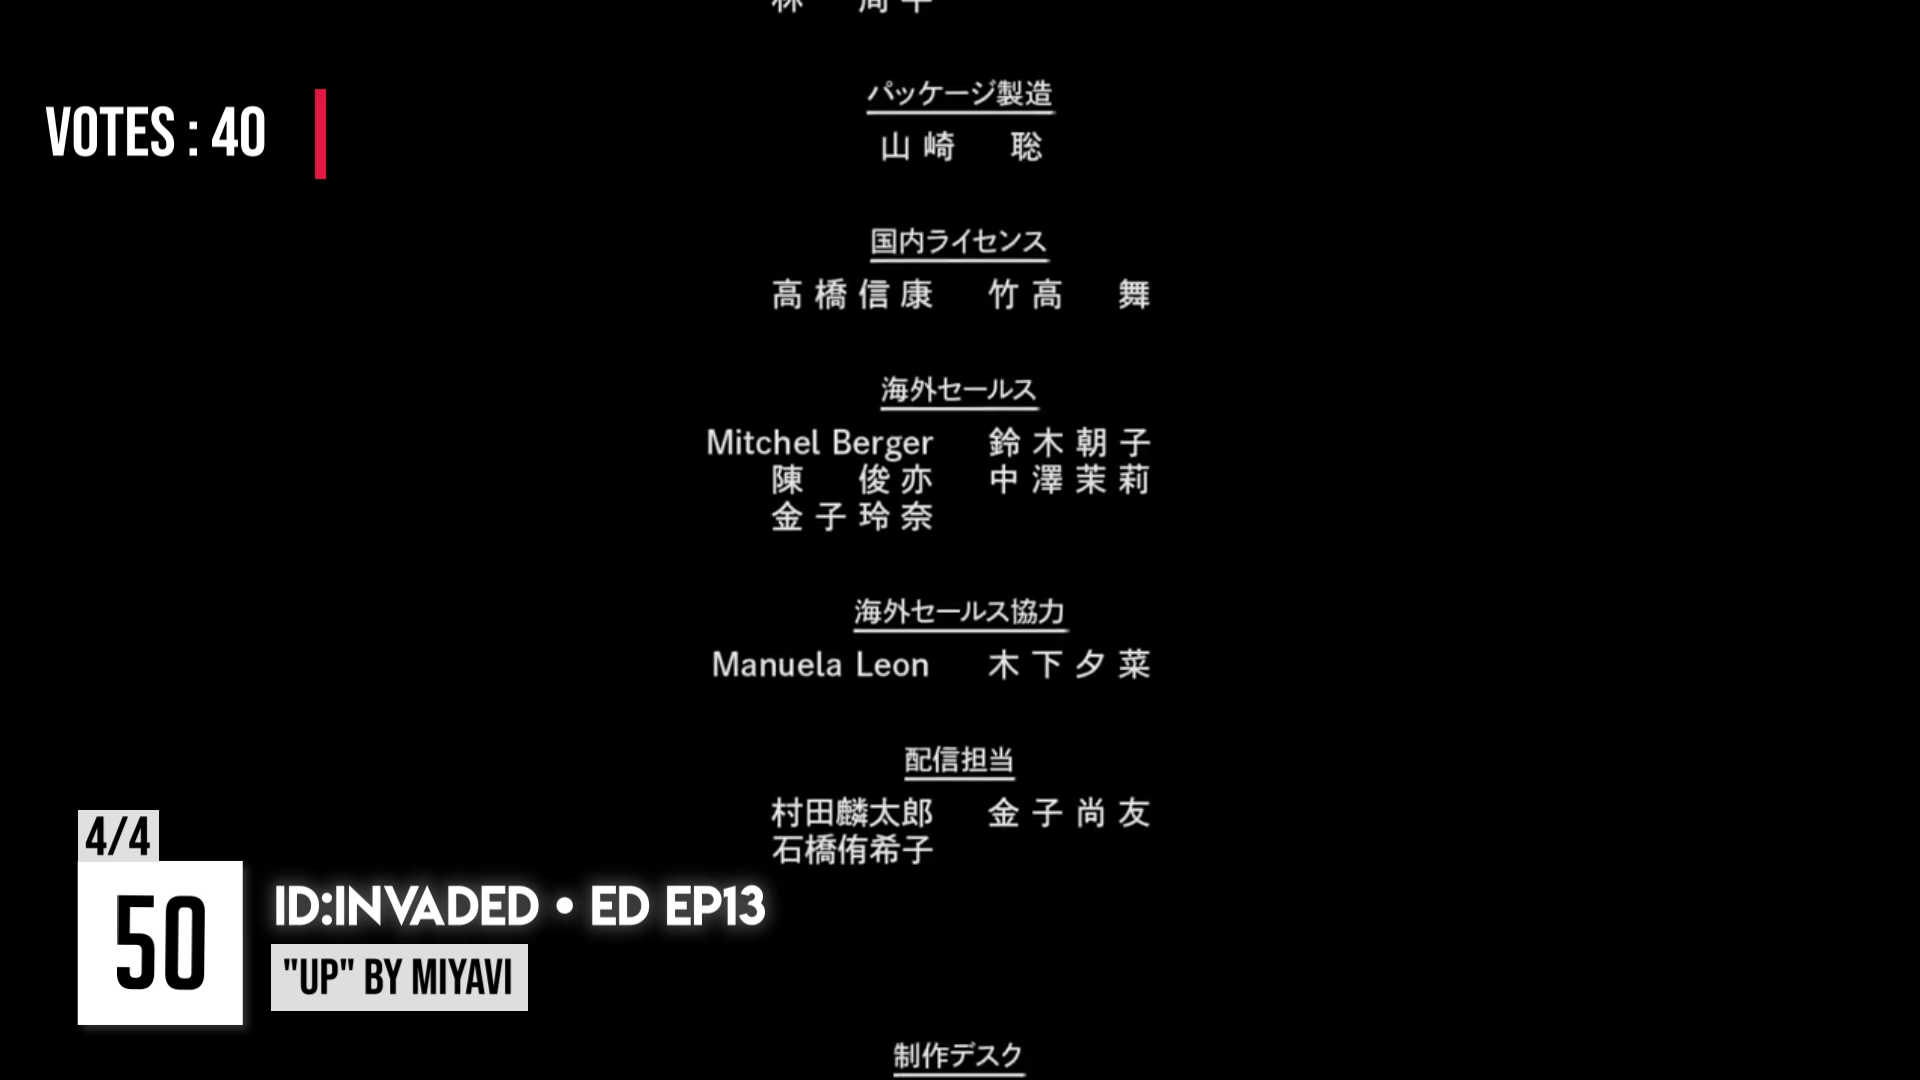 VOTES : 40
パッケージ製造
山崎 聡
国内ライセンス
高橋信康 竹高 舞
海外セールス
Mitchel Berger 鈴木朝子
陳 俊亦 中澤茉莉
金子玲奈
海外セールス協力
Manuela Leon 木下夕菜
配信担当
村田麟太郎 金子尚友
石橋侑希子
4/4
50
ID:INVADED • ED EP13
"UP" BY MIYAVI
制作デスク